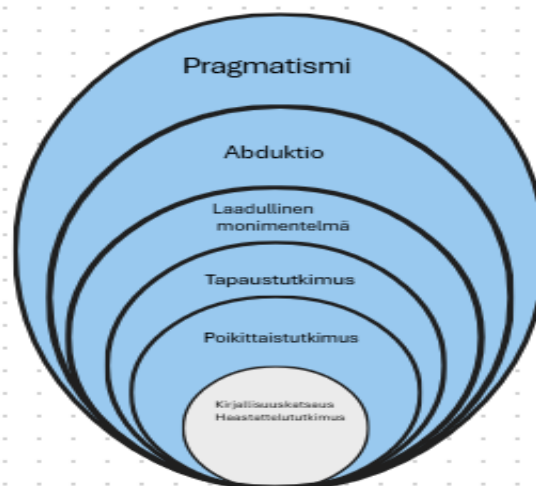 Pragmatismi
Abduktio
Laadullinen
monimentelmä
Tapaustutkimus
Poikittaistutkimus
Kirjallisuuskatsaus
Haastattelututkimus